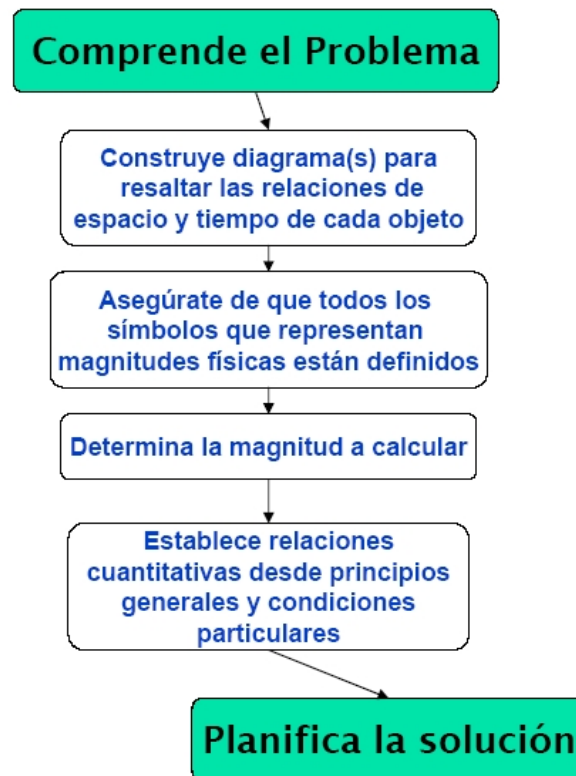 Comprende el Problema
Construye diagrama(s) para
resaltar las relaciones de
espacio y tiempo de cada objeto
Asegúrate de que todos los
símbolos que representan
magnitudes físicas están definidos
Determina la magnitud a calcular
Establece relaciones
cuantitativas desde principios
generales y condiciones
particulares
Planifica la solución